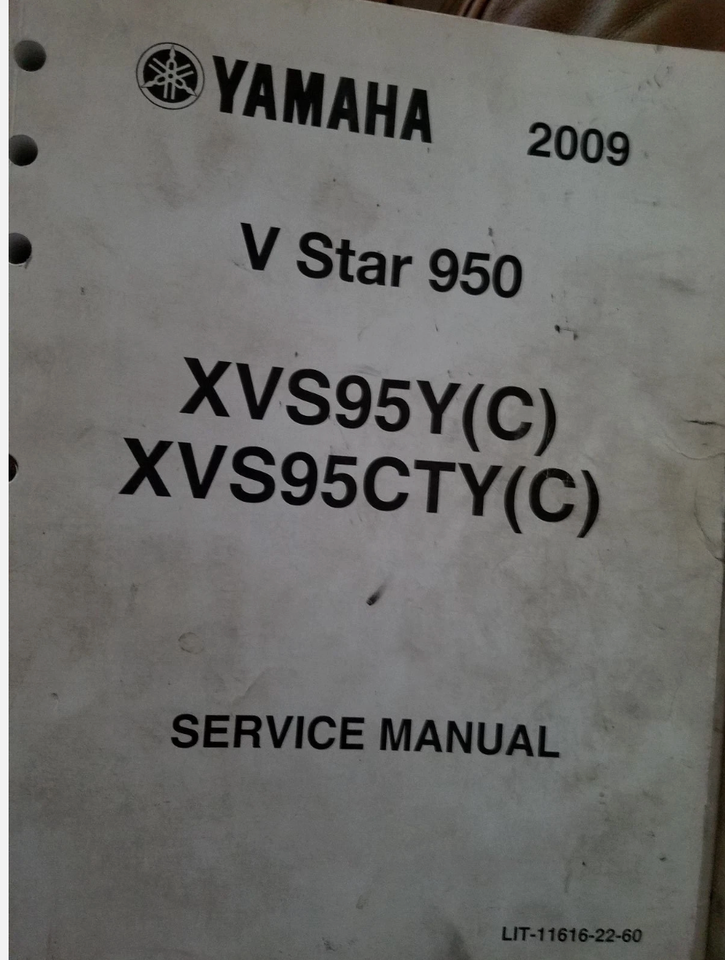 YAMAHA 2009
V Star 950
XVS95Y(C)
XVS95CTY(C)
SERVICE MANUAL
LIT-11616-22-60